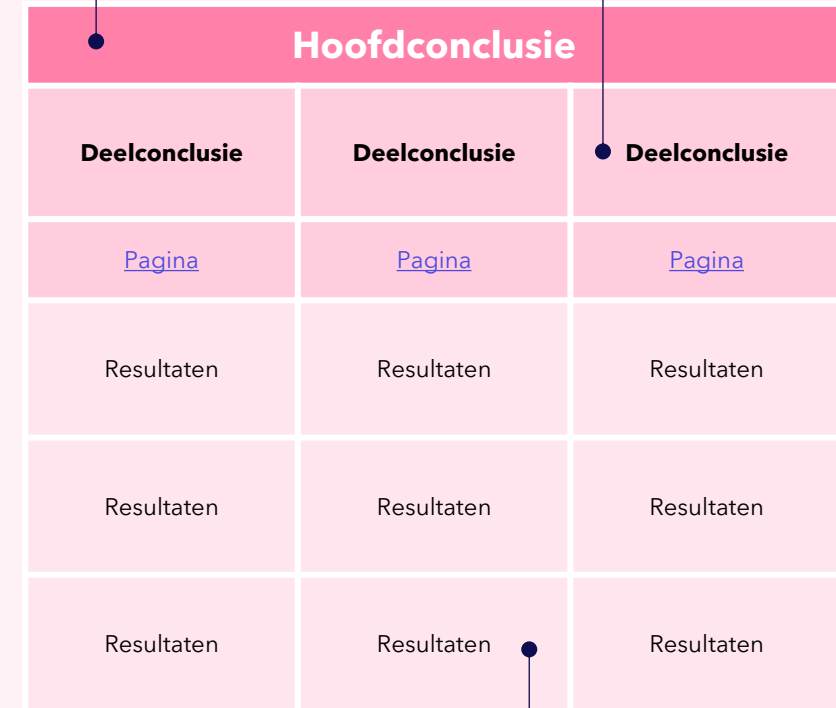 Hoofdconclusie
Deelconclusie Deelconclusie Deelconclusie
Pagina Pagina Pagina
Resultaten Resultaten Resultaten
Resultaten Resultaten Resultaten
Resultaten Resultaten Resultaten